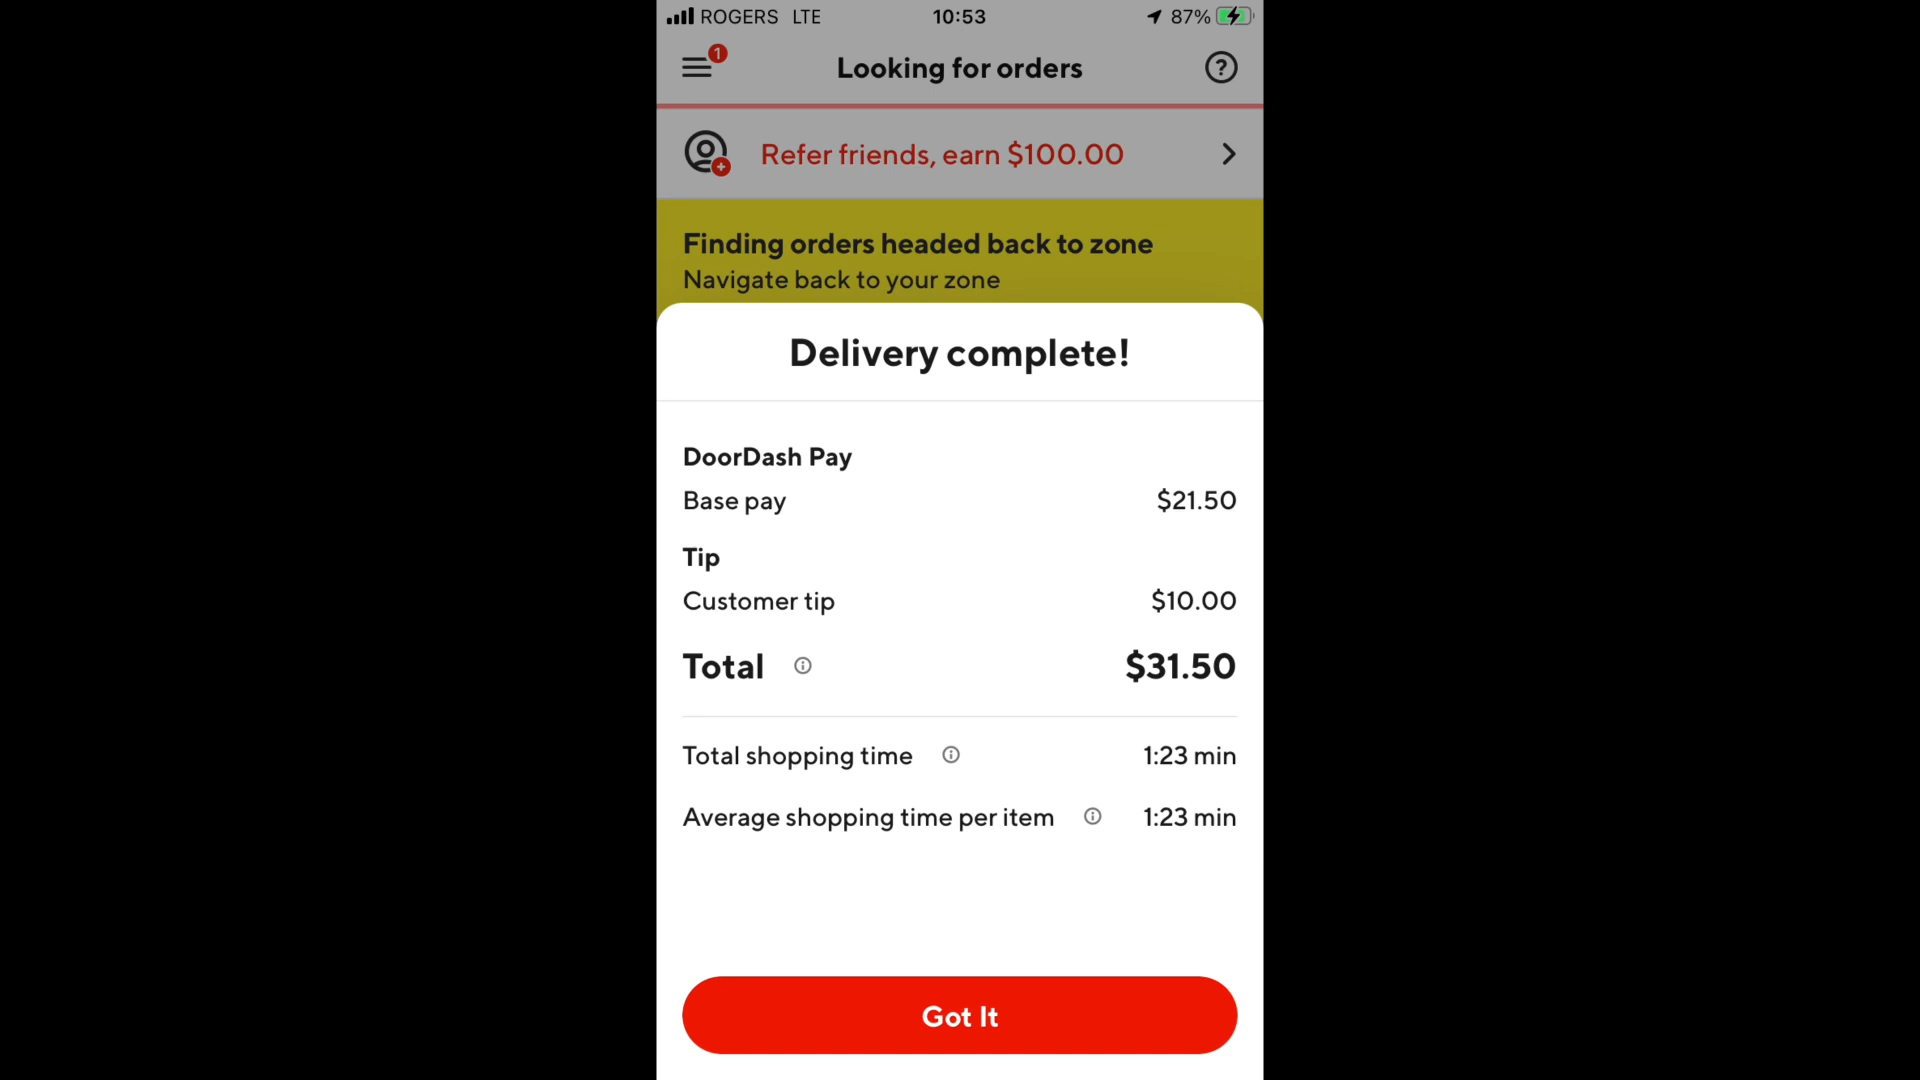 ROGERS LTE 10:53 87%
1
Looking for orders ?
Refer friends, earn $100.00
Finding orders headed back to zone
Navigate back to your zone
Delivery complete!
DoorDash Pay
Base pay $21.50
Tip
Customer tip $10.00
Total $31.50
Total shopping time 1:23 min
Average shopping time per item 1:23 min
Got It